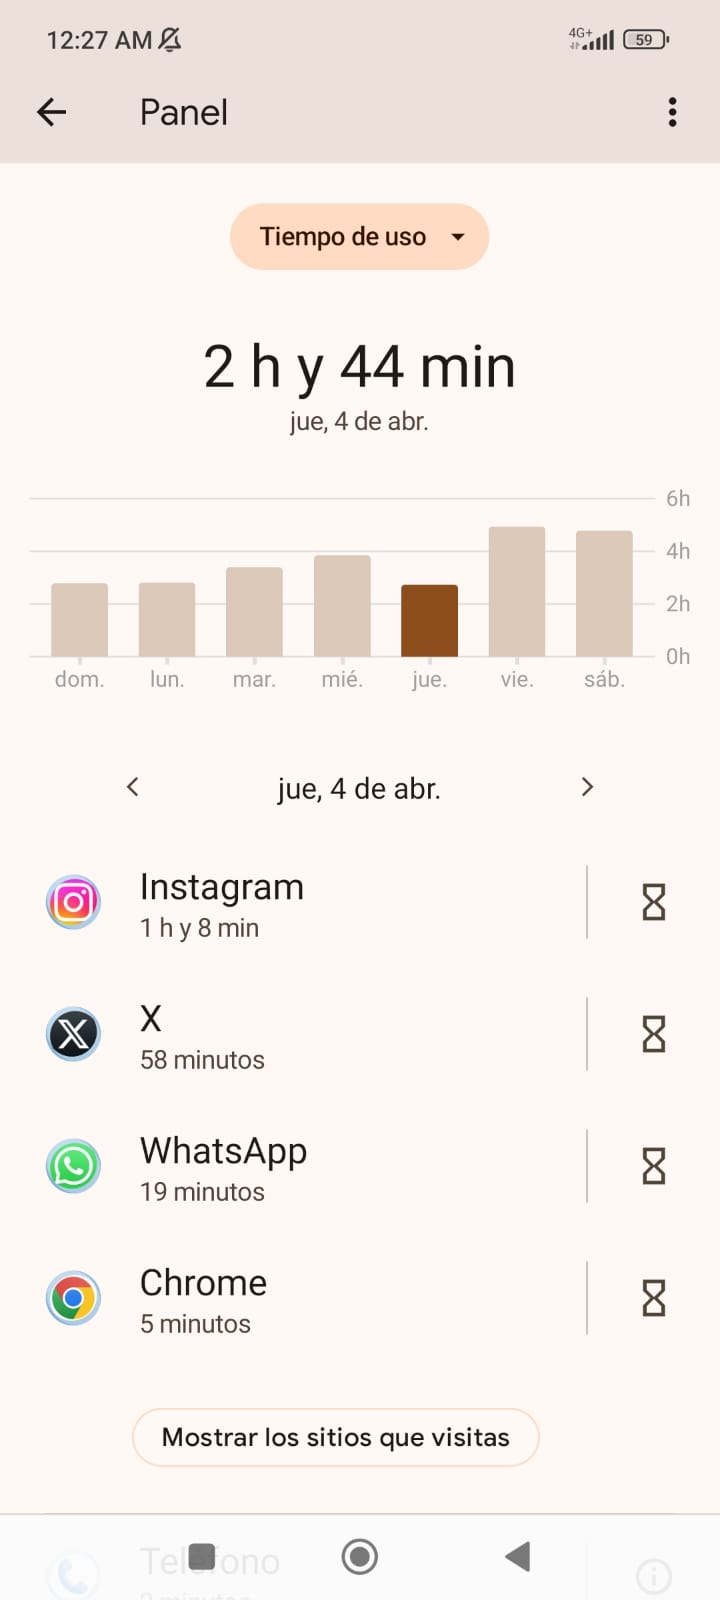 12:27 AM
4G+
59
Panel
Tiempo de uso
2 h y 44 min
jue, 4 de abr.
6h
4h
2h
0h
dom. lun. mar. mié. jue. vie. sáb.
jue, 4 de abr.
Instagram
1 h y 8 min
X
58 minutos
WhatsApp
19 minutos
Chrome
5 minutos
Mostrar los sitios que visitas
Teléfono